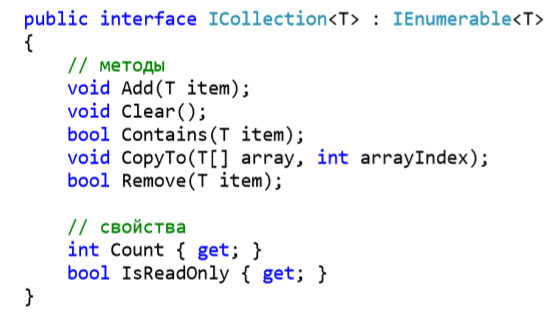 public interface ICollection<T> : IEnumerable<T>
{
    // методы
    void Add(T item);
    void Clear();
    bool Contains(T item);
    void CopyTo(T[] array, int arrayIndex);
    bool Remove(T item);

    // свойства
    int Count { get; }
    bool IsReadOnly { get; }
}